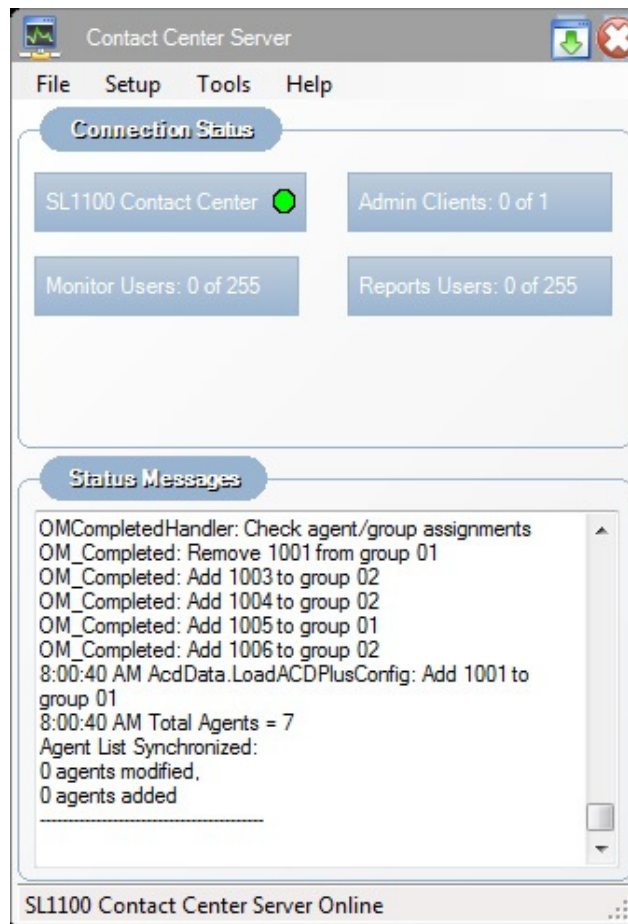 Contact Center Server
File Setup Tools Help
Connection Status
SL1100 Contact Center
Admin Clients: 0 of 1
Monitor Users: 0 of 255
Reports Users: 0 of 255
Status Messages
OMCompletedHandler: Check agent/group assignments
OM_Completed: Remove 1001 from group 01
OM_Completed: Add 1003 to group 02
OM_Completed: Add 1004 to group 02
OM_Completed: Add 1005 to group 01
OM_Completed: Add 1006 to group 02
8:00:40 AM AcdData.LoadACDPlusConfig: Add 1001 to
group 01
8:00:40 AM Total Agents = 7
Agent List Synchronized:
0 agents modified,
0 agents added
--------------------------------------
SL1100 Contact Center Server Online